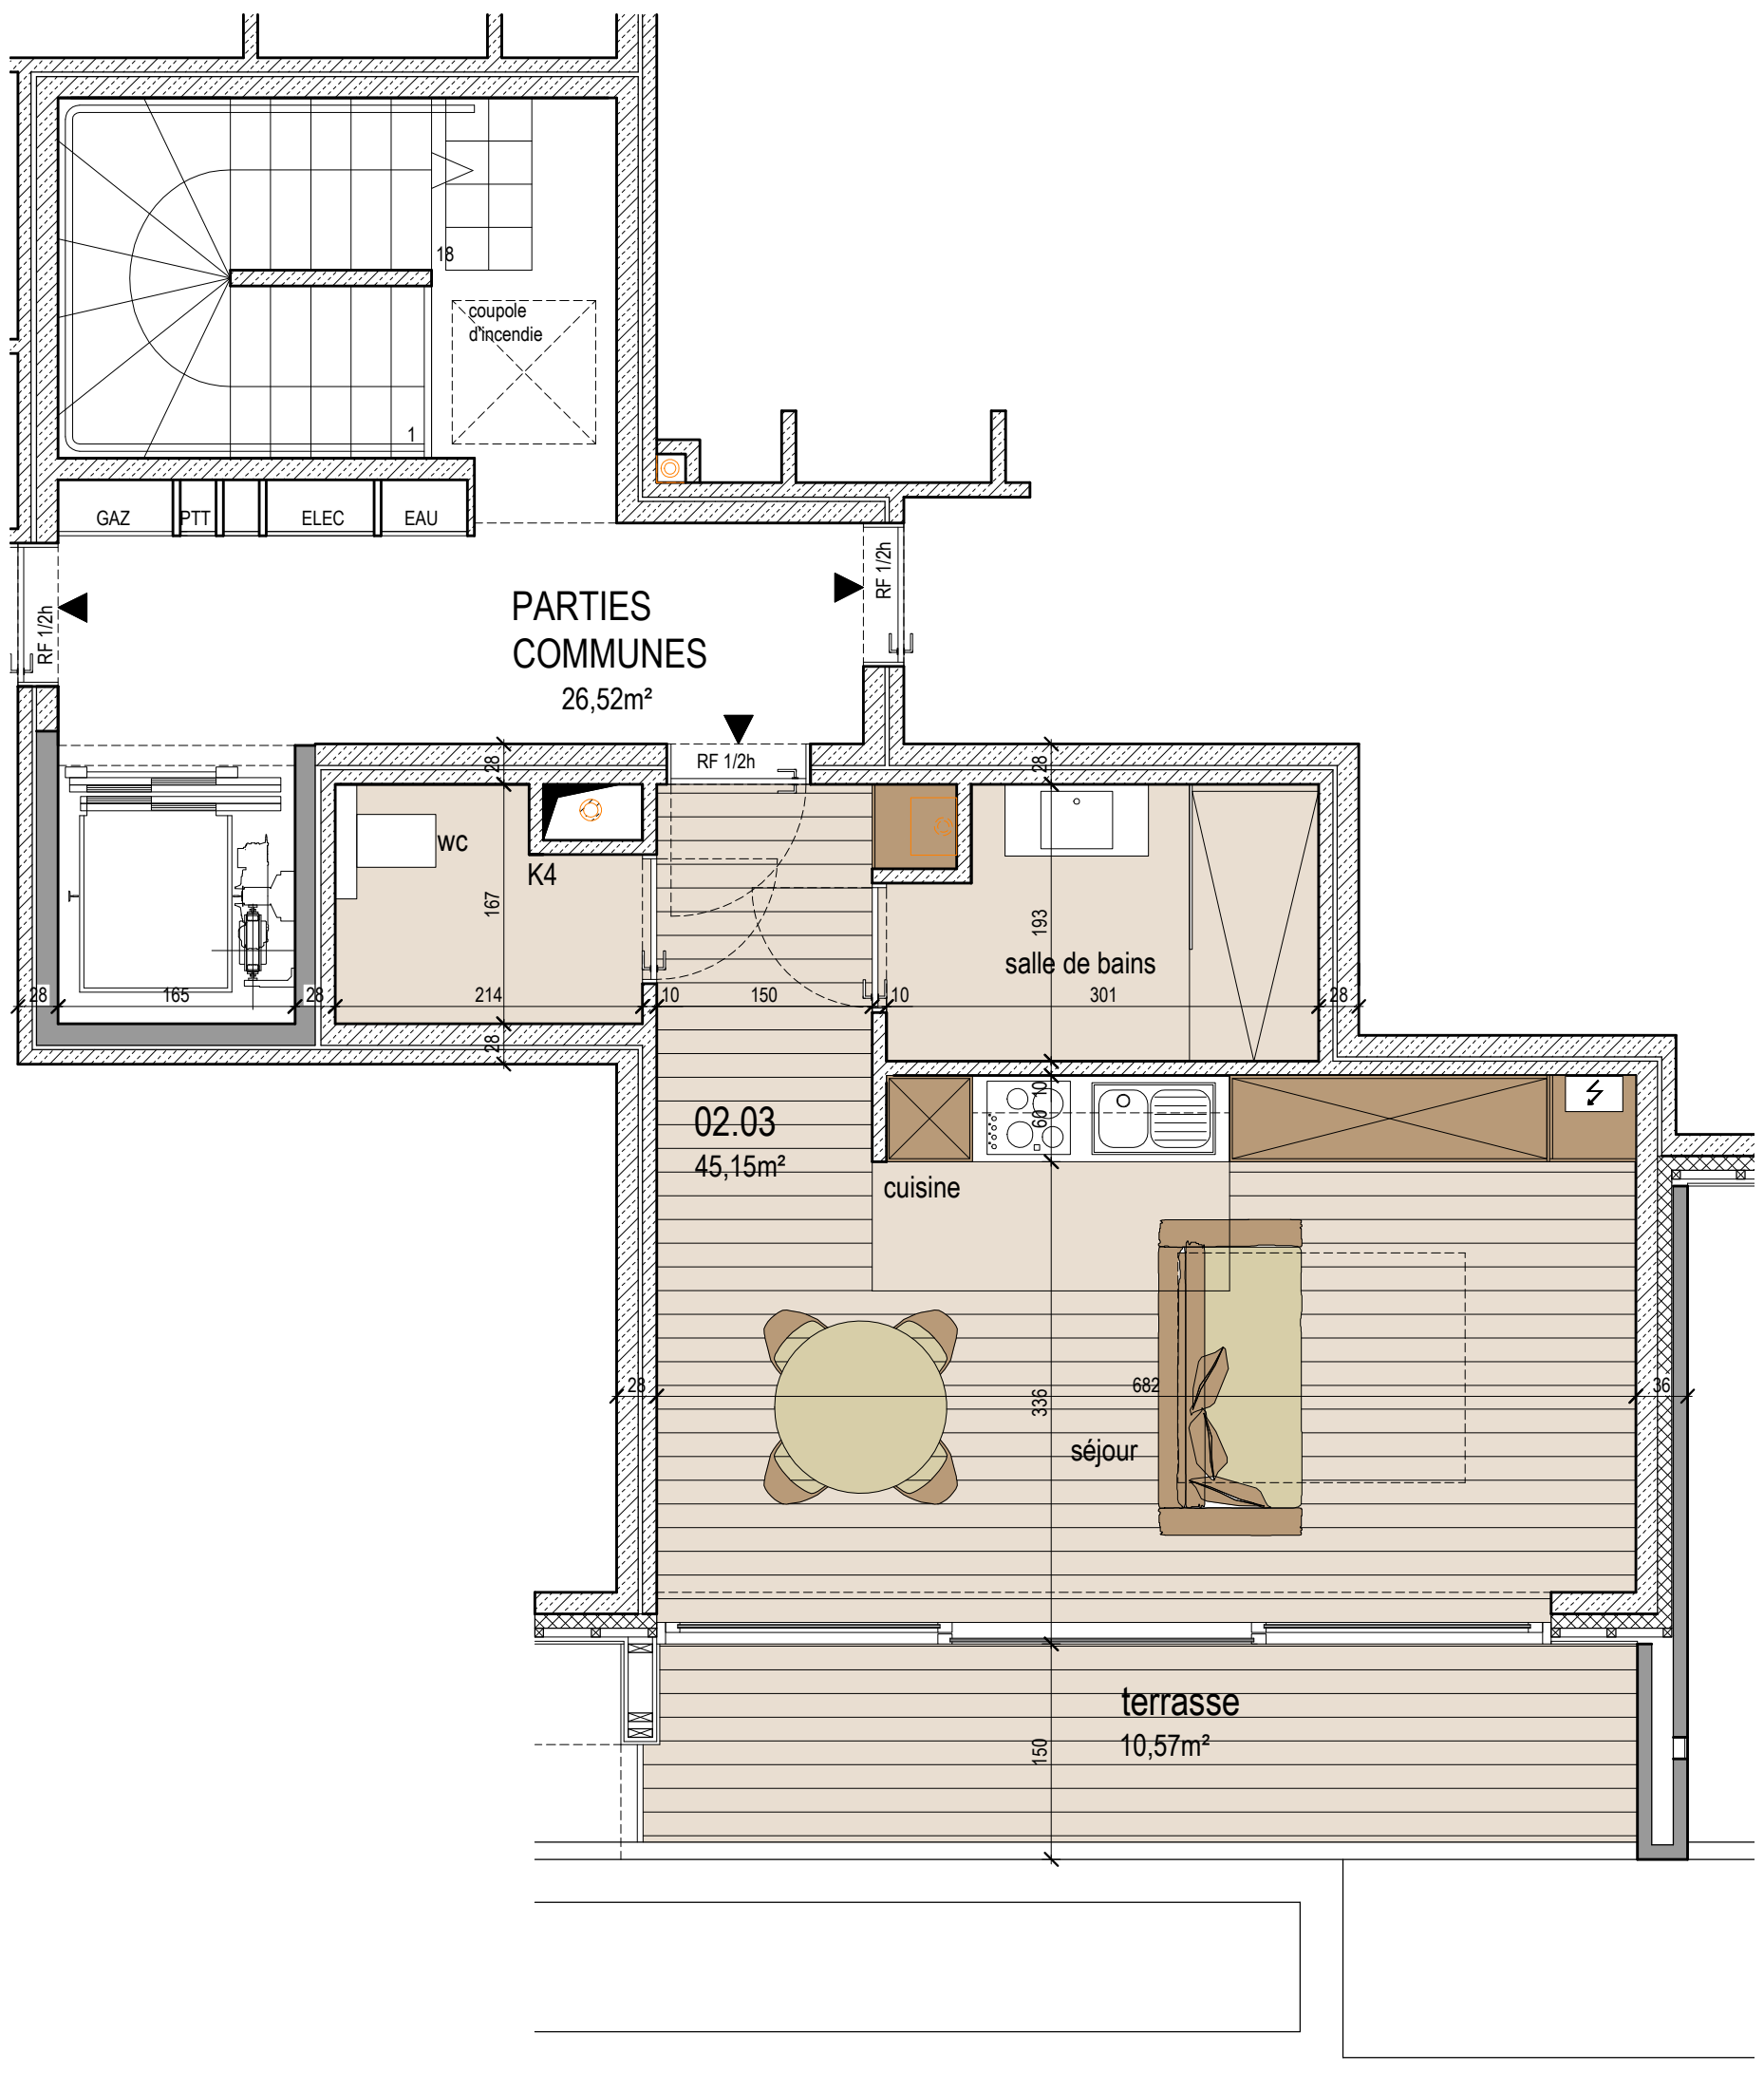 18
coupole
d'incendie
1
GAZ
PTT
ELEC
EAU
RF 1/2h
RF 1/2h
PARTIES
COMMUNES
26,52m²
RF 1/2h
28
28
wc
K4
167
193
salle de bains
28
165
28
214
10
150
10
301
28
28
02.03
45,15m²
10
60
cuisine
28
682
36
336
séjour
terrasse
10,57m²
150